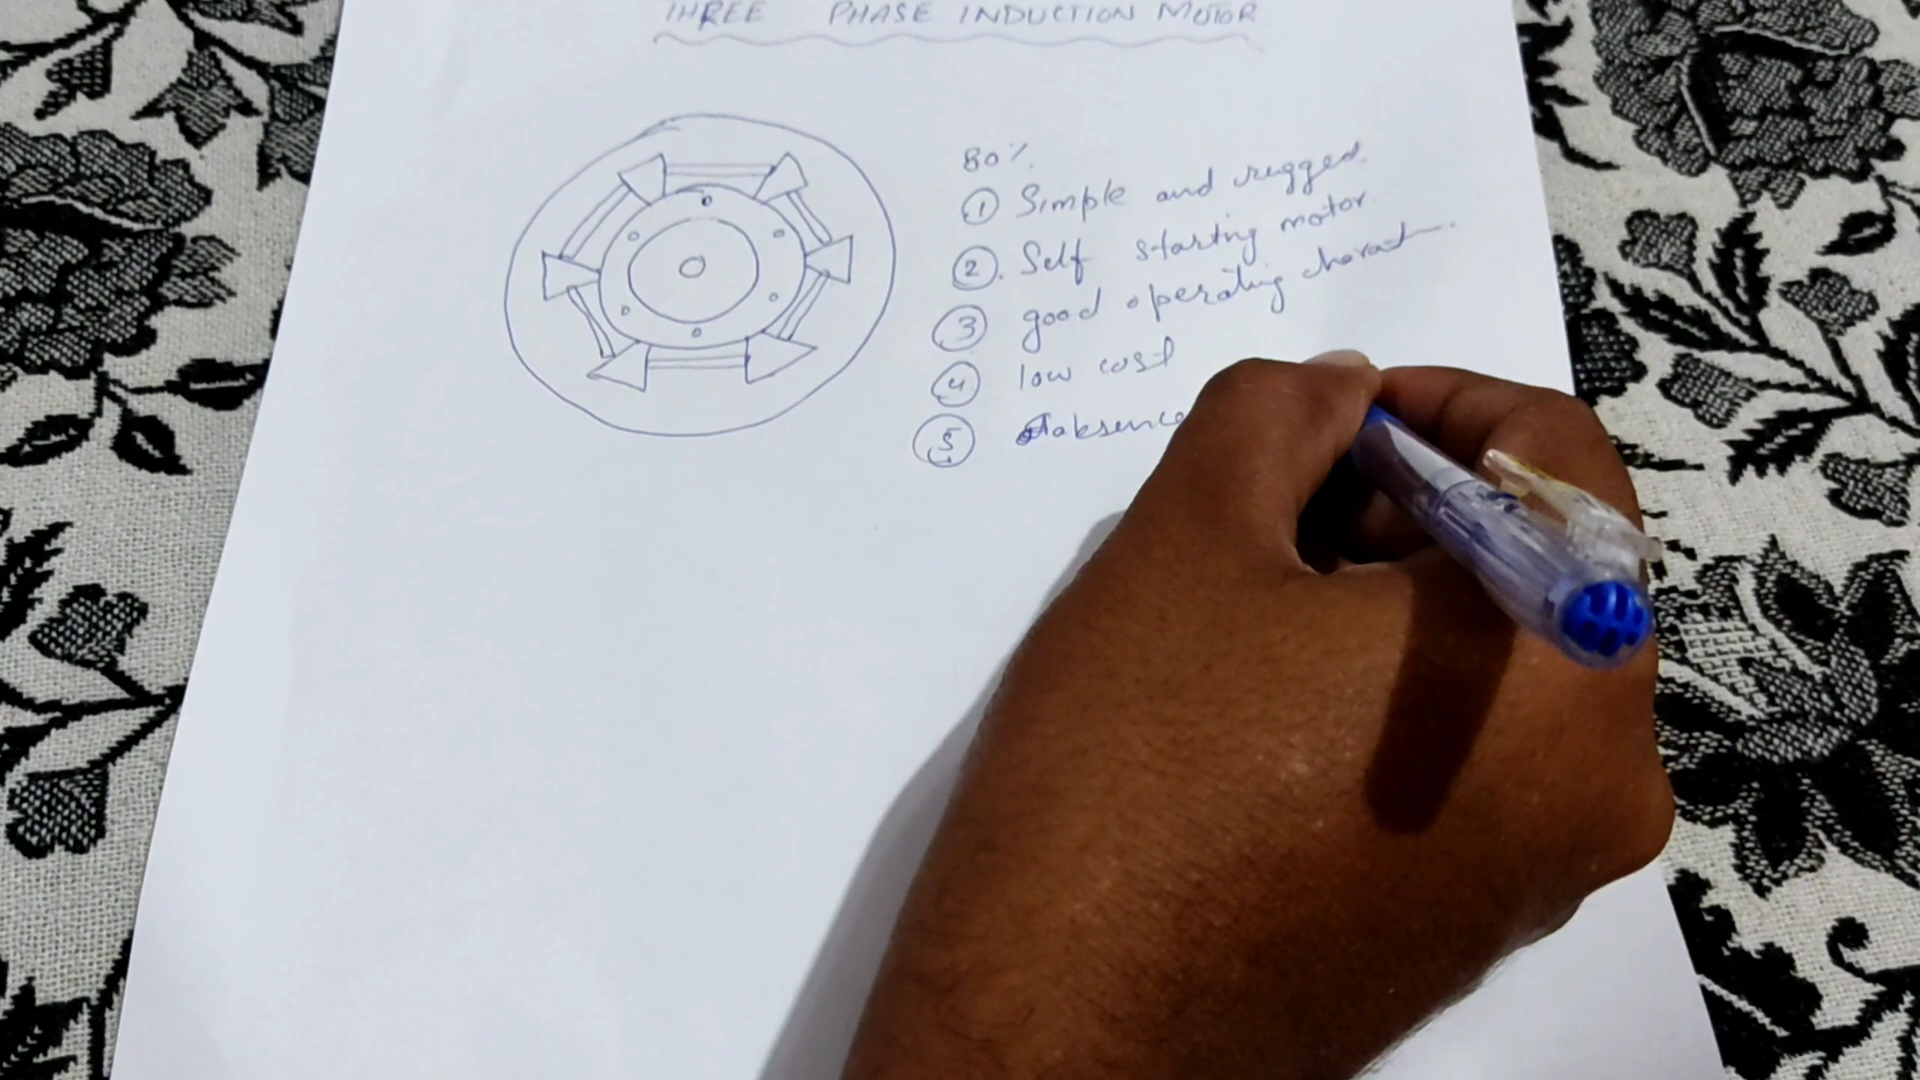 THREE PHASE INDUCTION MOTOR
80%.
1 Simple and rugged.
2. Self starting motor
3 good operating charact.
4 low cost
5 absence